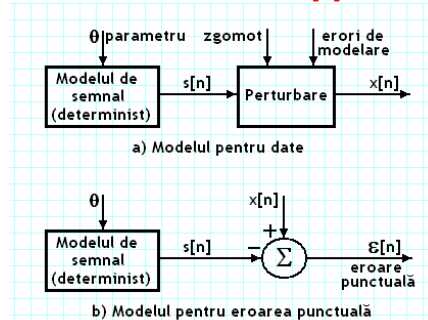 θ parametru zgomot erori de
modelare
Modelul de
semnal
(determinist)
s[n]
Perturbare
x[n]
a) Modelul pentru date
θ
x[n]
Modelul de
semnal
(determinist)
s[n]
+
−
Σ
ε[n]
eroare
punctuală
b) Modelul pentru eroarea punctuală